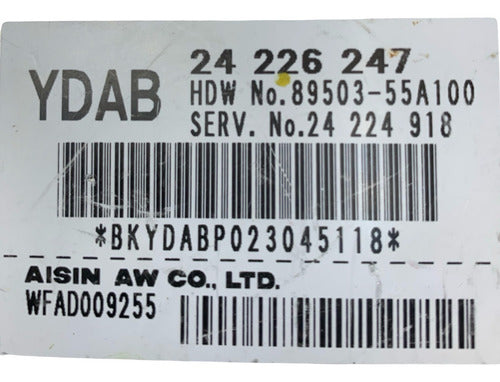 YDAB
24 226 247
HDW No.89503-55A100
SERV. No.24 224 918
*BKYDABP023045118*
AISIN AW CO., LTD.
WFAD009255